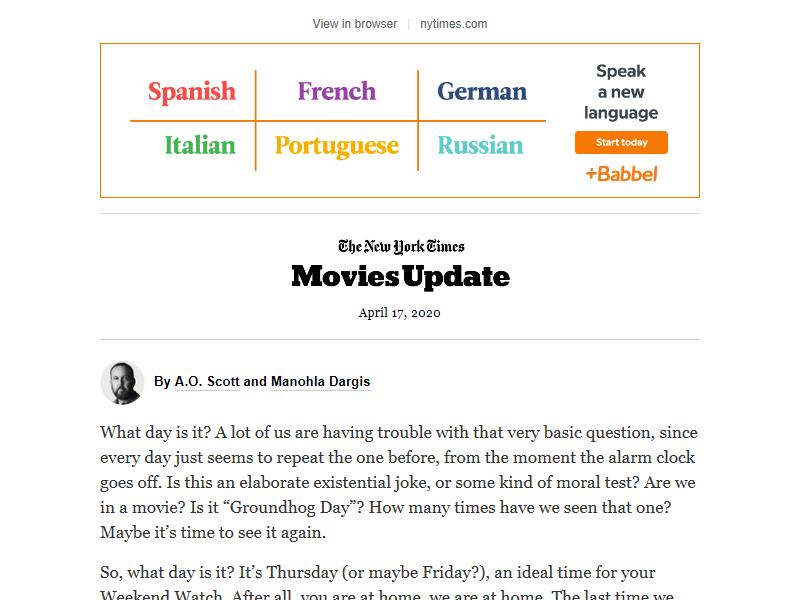 View in browser | nytimes.com
Spanish French German
Italian Portuguese Russian
Speak
a new
language
Start today
+Babbel
The New York Times
Movies Update
April 17, 2020
By A.O. Scott and Manohla Dargis
What day is it? A lot of us are having trouble with that very basic question, since
every day just seems to repeat the one before, from the moment the alarm clock
goes off. Is this an elaborate existential joke, or some kind of moral test? Are we
in a movie? Is it “Groundhog Day”? How many times have we seen that one?
Maybe it’s time to see it again.
So, what day is it? It’s Thursday (or maybe Friday?), an ideal time for your
Weekend Watch. After all, you are at home, we are at home. The last time we